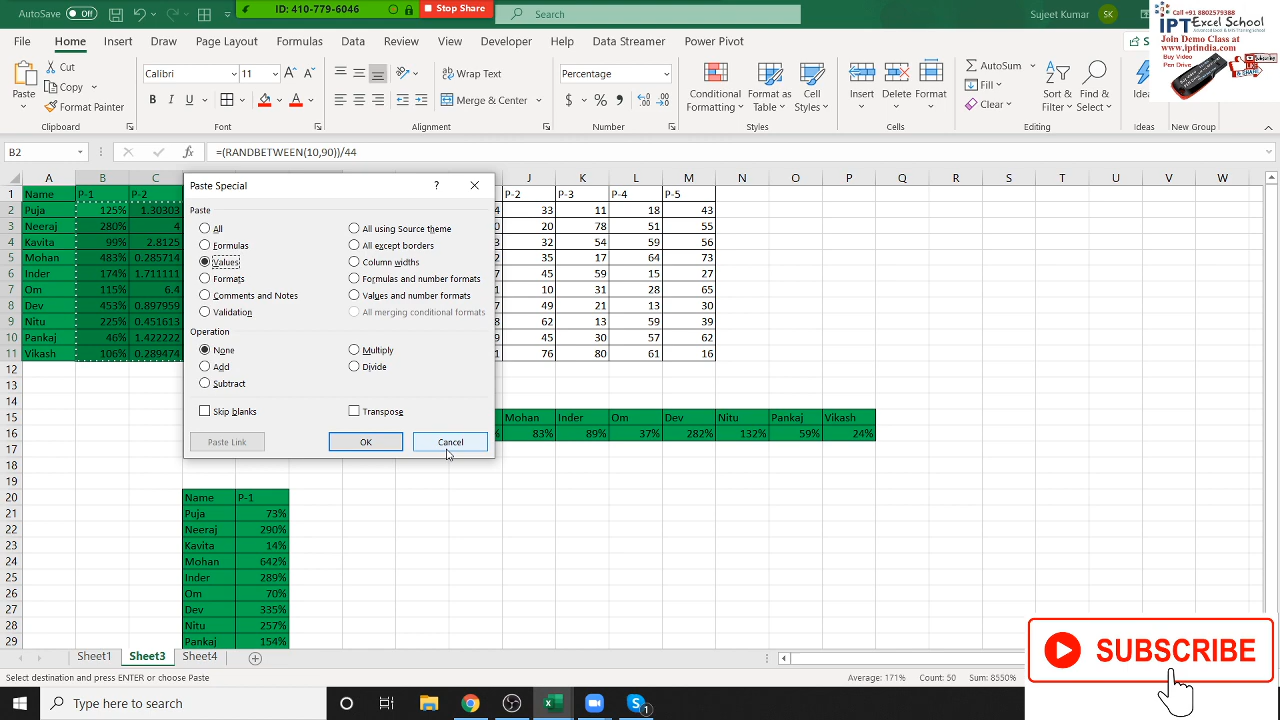 AutoSave Off
ID: 410-779-6046
Stop Share
Search
Sujeet Kumar
SK
Call +91 8802579388
IPT Excel School
Advanced Excel & MIS Training School
Join Demo Class at
www.iptindia.com
Buy Video
Pen Drive
File Home Insert Draw Page Layout Formulas Data Review View Developer Help Data Streamer Power Pivot
Paste
Cut
Copy
Format Painter
Clipboard
Calibri 11
B I U
Font
Wrap Text
Merge & Center
Alignment
Percentage
$ % ,
Number
Conditional Formatting
Format as Table
Cell Styles
Styles
Insert Delete Format
Cells
AutoSum
Fill
Clear
Sort & Filter
Find & Select
Editing
Ideas
Ideas
New Group
B2
fx
=(RANDBETWEEN(10,90))/44
A B C J K L M N O P Q R S T U V W
1 Name P-1 P-2 P-2 P-3 P-4 P-5
2 Puja 125% 1.30303 4 33 11 18 43
3 Neeraj 280% 4 0 20 78 51 55
4 Kavita 99% 2.8125 3 32 54 59 56
5 Mohan 483% 0.285714 2 35 17 64 73
6 Inder 174% 1.711111 7 45 59 15 27
7 Om 115% 6.4 1 10 31 28 65
8 Dev 453% 0.897959 7 49 21 13 30
9 Nitu 225% 0.451613 8 62 13 59 39
10 Pankaj 46% 1.422222 9 45 30 57 62
11 Vikash 106% 0.289474 1 76 80 61 16
12
13
14
15 Mohan Inder Om Dev Nitu Pankaj Vikash
16 % 83% 89% 37% 282% 132% 59% 24%
17
18
19
20 Name P-1
21 Puja 73%
22 Neeraj 290%
23 Kavita 14%
24 Mohan 642%
25 Inder 289%
26 Om 70%
27 Dev 335%
28 Nitu 257%
29 Pankaj 154%
Paste Special
?
Paste
All
All using Source theme
Formulas
All except borders
Values
Column widths
Formats
Formulas and number formats
Comments and Notes
Values and number formats
Validation
All merging conditional formats
Operation
None
Multiply
Add
Divide
Subtract
Skip blanks
Transpose
Paste Link
OK
Cancel
Sheet1 Sheet3 Sheet4
Select destination and press ENTER or choose Paste
Average: 171% Count: 50 Sum: 8550%
SUBSCRIBE
Type here to search
1